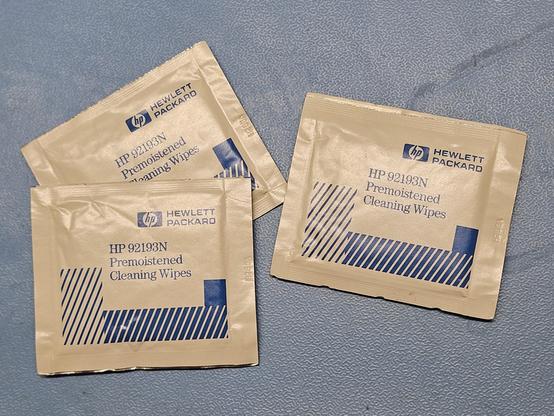 hp HEWLETT
PACKARD
HP 92193N
Premoistened
Cleaning Wipes
hp HEWLETT
PACKARD
HP 92193N
Premoistened
Cleaning Wipes
hp HEWLETT
PACKARD
HP 92193N
Premoistened
Cleaning Wipes